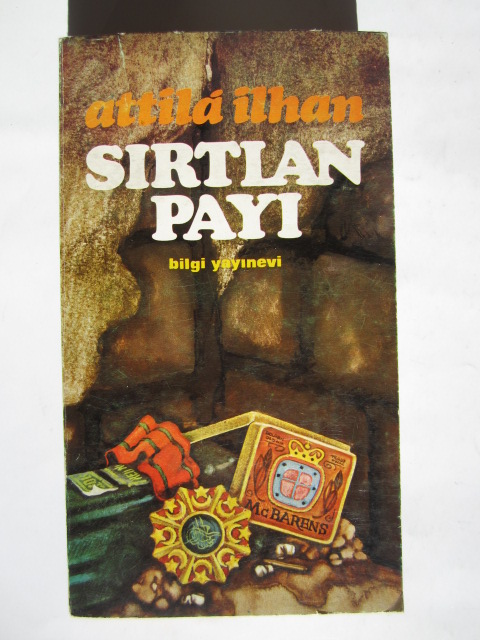 attilâ ilhan
SIRTLAN
PAYI
bilgi yayınevi
McBARENS